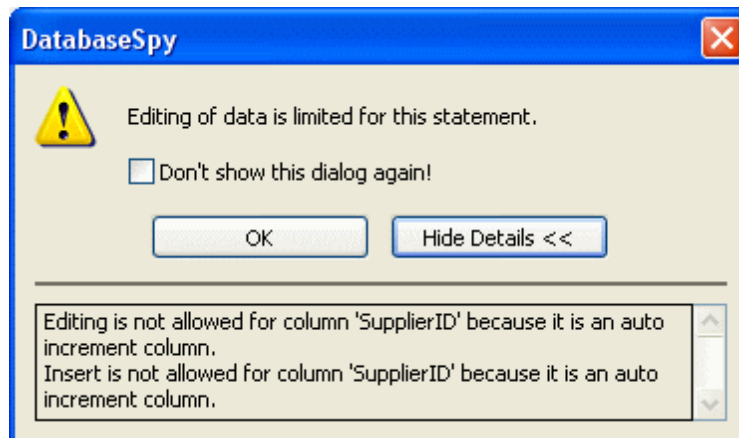 DatabaseSpy
Editing of data is limited for this statement.
Don't show this dialog again!
OK
Hide Details <<
Editing is not allowed for column 'SupplierID' because it is an auto
increment column.
Insert is not allowed for column 'SupplierID' because it is an auto
increment column.